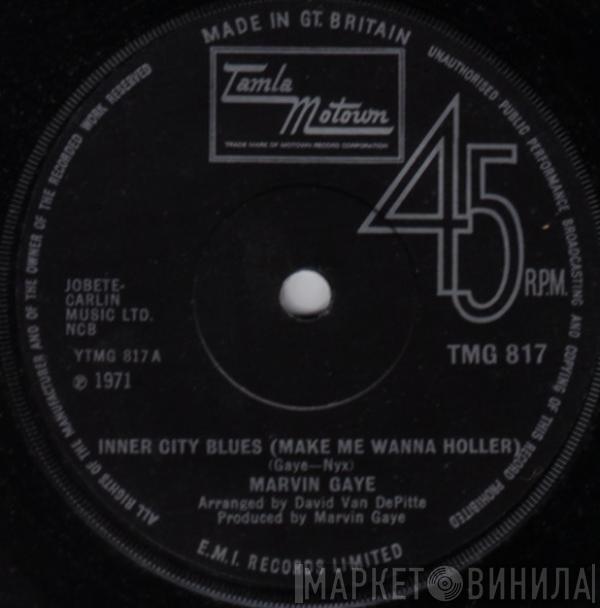 MADE IN GT. BRITAIN
UNAUTHORISED PUBLIC PERFORMANCE BROADCASTING AND COPYING OF THIS RECORD PROHIBITED
ALL RIGHTS OF THE MANUFACTURER AND OF THE OWNER OF THE RECORDED WORK RESERVED
Tamla
Motown
TRADE MARK OF MOTOWN RECORD CORPORATION
45
R.P.M.
JOBETE-
CARLIN
MUSIC LTD.
NCB
YTMG 817 A
℗ 1971
TMG 817
INNER CITY BLUES (MAKE ME WANNA HOLLER)
(Gaye—Nyx)
MARVIN GAYE
Arranged by David Van DePitte
Produced by Marvin Gaye
E.M.I. RECORDS LIMITED
МАРКЕТ ВИНИЛА